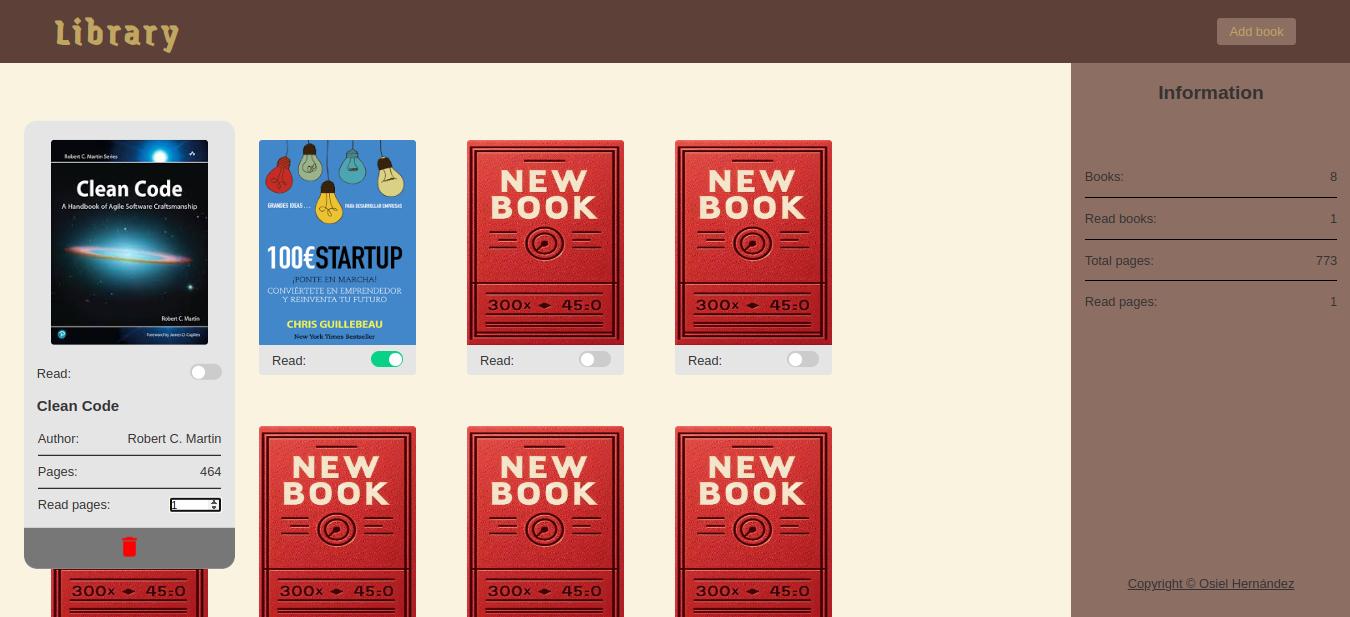 Library
Add book
Robert C. Martin Series
Clean Code
A Handbook of Agile Software Craftsmanship
Robert C. Martin
Foreword by James O. Coplien
Read:
Clean Code
Author: Robert C. Martin
Pages: 464
Read pages: 1
GRANDES IDEAS . . . PARA DESARROLLAR EMPRESAS
100€STARTUP
¡PONTE EN MARCHA!
CONVIÉRTETE EN EMPRENDEDOR
Y REINVENTA TU FUTURO
CHRIS GUILLEBEAU
New York Times Bestseller
Read:
NEW
BOOK
300x 45:0
Read:
NEW
BOOK
300x 45:0
Read:
300x 45:0
NEW
BOOK
300x 45:0
NEW
BOOK
300x 45:0
NEW
BOOK
300x 45:0
Information
Books: 8
Read books: 1
Total pages: 773
Read pages: 1
Copyright © Osiel Hernández